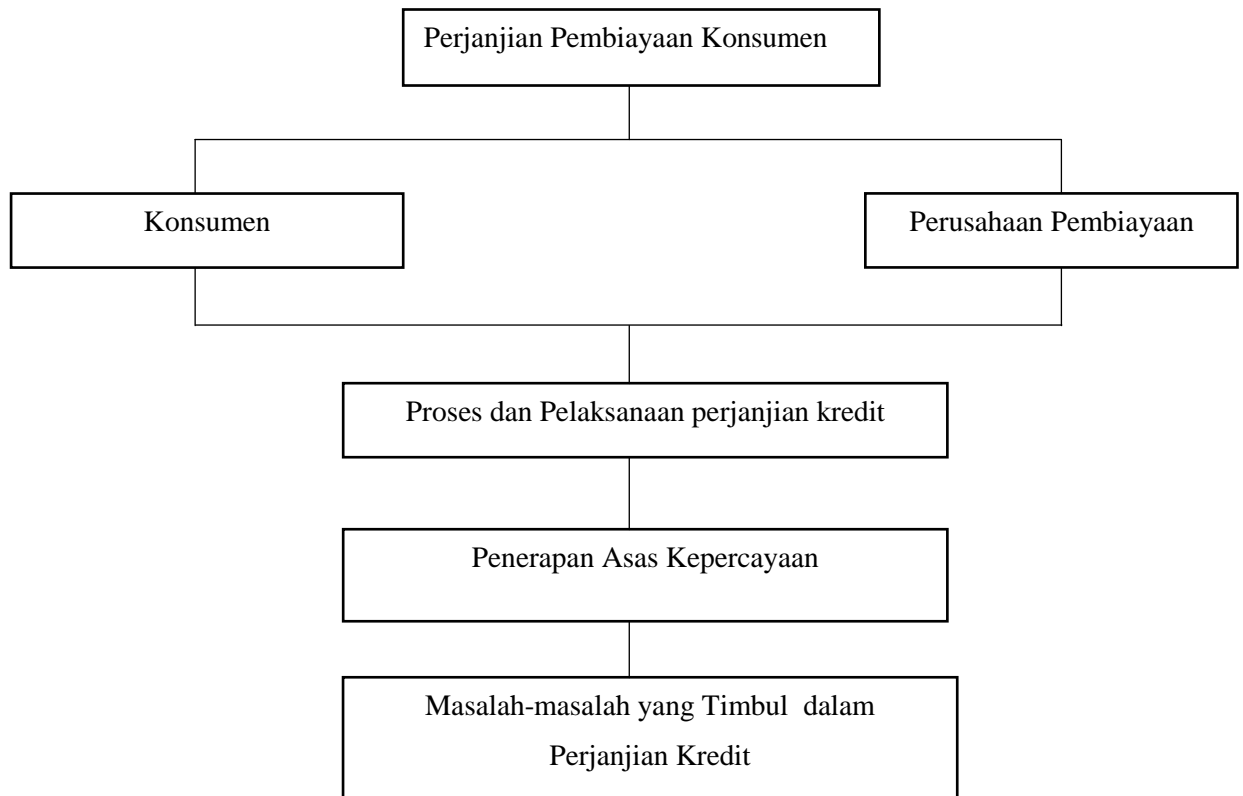 Perjanjian Pembiayaan Konsumen
Konsumen
Perusahaan Pembiayaan
Proses dan Pelaksanaan perjanjian kredit
Penerapan Asas Kepercayaan
Masalah-masalah yang Timbul dalam
Perjanjian Kredit